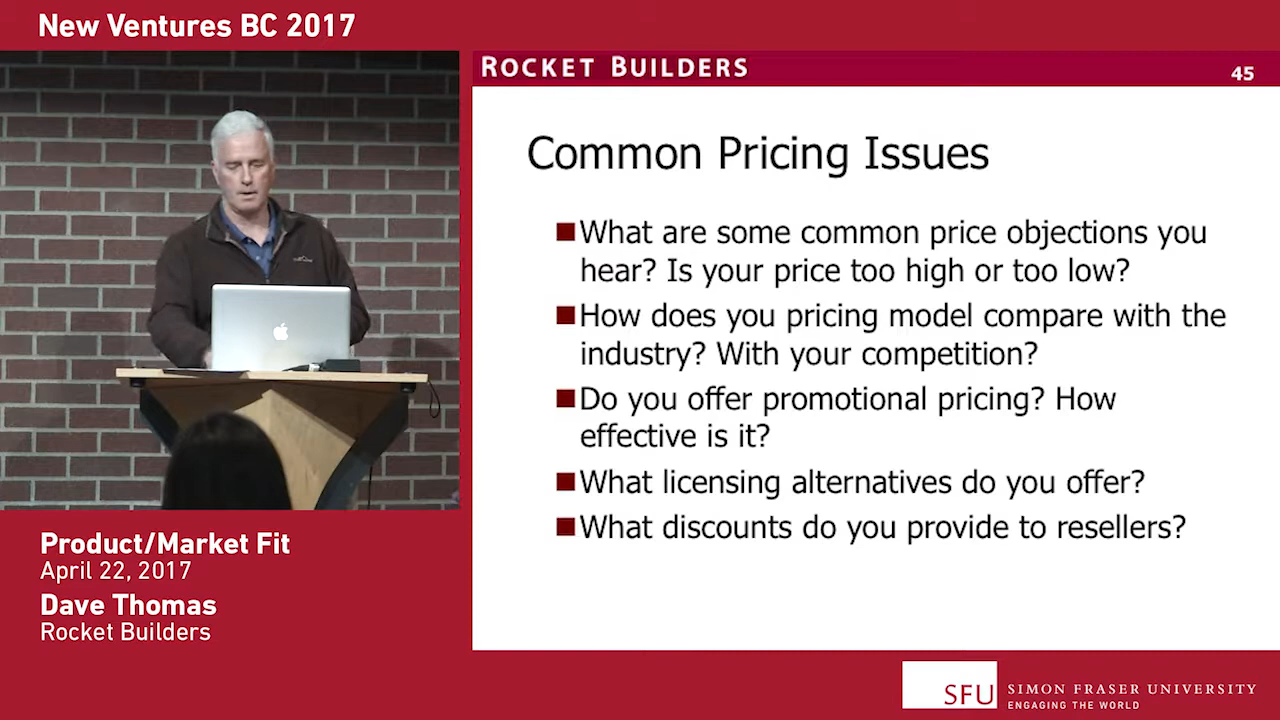 New Ventures BC 2017
ROCKET BUILDERS
45
Common Pricing Issues
What are some common price objections you
hear? Is your price too high or too low?
How does you pricing model compare with the
industry? With your competition?
Do you offer promotional pricing? How
effective is it?
What licensing alternatives do you offer?
What discounts do you provide to resellers?
Product/Market Fit
April 22, 2017
Dave Thomas
Rocket Builders
SFU
SIMON FRASER UNIVERSITY
ENGAGING THE WORLD